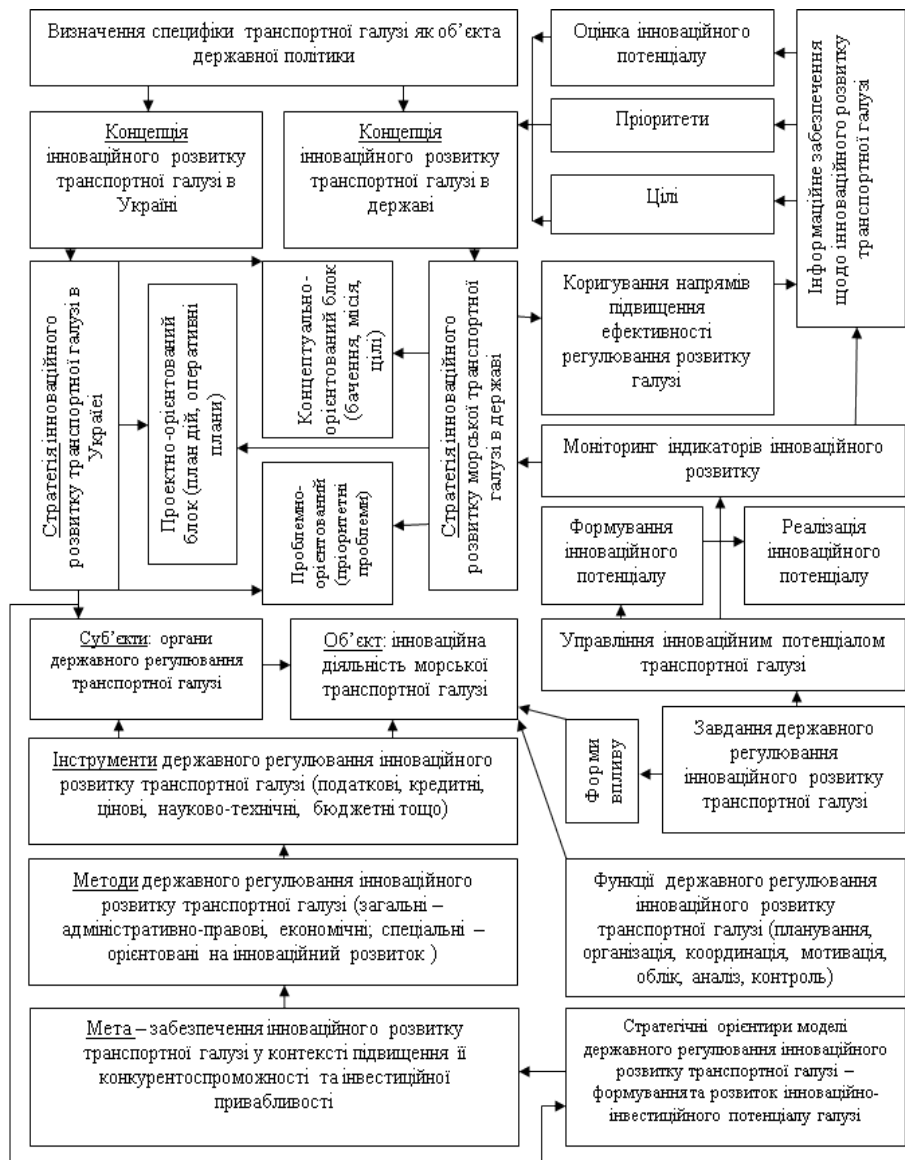 Визначення специфіки транспортної галузі як об’єкта
державної політики
Оцінка інноваційного
потенціалу
Пріоритети
Цілі
Інформаційне забезпечення
щодо інноваційного розвитку
транспортної галузі
Концепція
інноваційного розвитку
транспортної галузі в
Україні
Концепція
інноваційного розвитку
транспортної галузі в
державі
Стратегія інноваційного
розвитку транспортної галузі в
Українеі
Проектно-орієнтований
блок (план дій, оперативні
плани)
Концептуально-
орієнтований блок
(бачення, місія,
цілі)
Проблемно-
орієнтований
(пріоритетні
проблеми)
Стратегія інноваційного
розвитку морської транспортної
галузі в державі
Коригування напрямів
підвищення
ефективності
регулювання розвитку
галузі
Моніторинг індикаторів інноваційного
розвитку
Формування
інноваційного
потенціалу
Реалізація
інноваційного
потенціалу
Управління інноваційним потенціалом
транспортної галузі
Суб’єкти: органи
державного регулювання
транспортної галузі
Об’єкт: інноваційна
діяльність морської
транспортної галузі
Форми
впливу
Завдання державного
регулювання
інноваційного розвитку
транспортної галузі
Інструменти державного регулювання інноваційного
розвитку транспортної галузі (податкові, кредитні,
цінові, науково-технічні, бюджетні тощо)
Методи державного регулювання інноваційного
розвитку транспортної галузі (загальні –
адміністративно-правові, економічні; спеціальні –
орієнтовані на інноваційний розвиток )
Функції державного регулювання
інноваційного розвитку
транспортної галузі (планування,
організація, координація, мотивація,
облік, аналіз, контроль)
Мета – забезпечення інноваційного розвитку
транспортної галузі у контексті підвищення її
конкурентоспроможності та інвестиційної
привабливості
Стратегічні орієнтири моделі
державного регулювання інноваційного
розвитку транспортної галузі –
формування та розвиток інноваційно-
інвестиційного потенціалу галузі